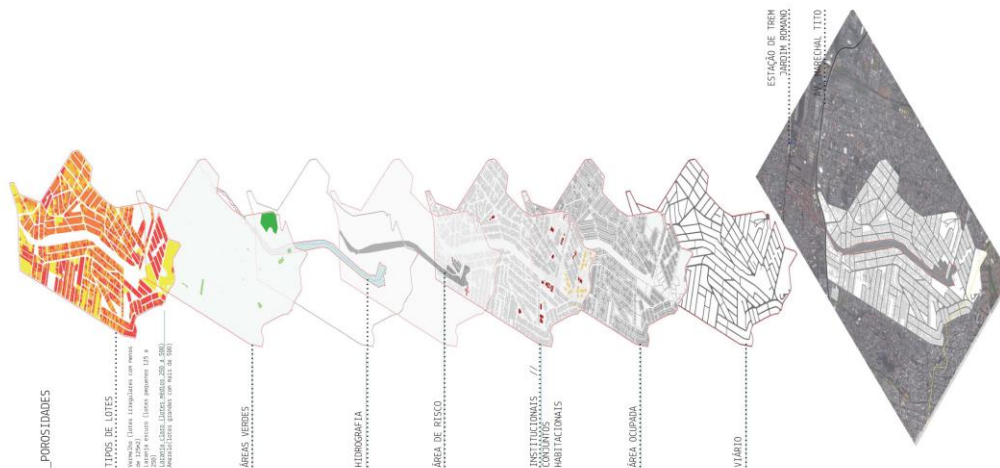 _POROSIDADES
TIPOS DE LOTES
Vermelho (lotes irregulares com menos
de 125m2)
Laranja escuro (lotes pequenos 125 a
250)
Laranja claro (lotes médios 250 a 500)
Amarelo(lotes grandes com mais de 500)
ÁREAS VERDES
HIDROGRAFIA
ÁREA DE RISCO
//
INSTITUCIONAIS
CONJUNTOS
HABITACIONAIS
ÁREA OCUPADA
VIÁRIO
ESTAÇÃO DE TREM
JARDIM ROMANO
AV. MARECHAL TITO